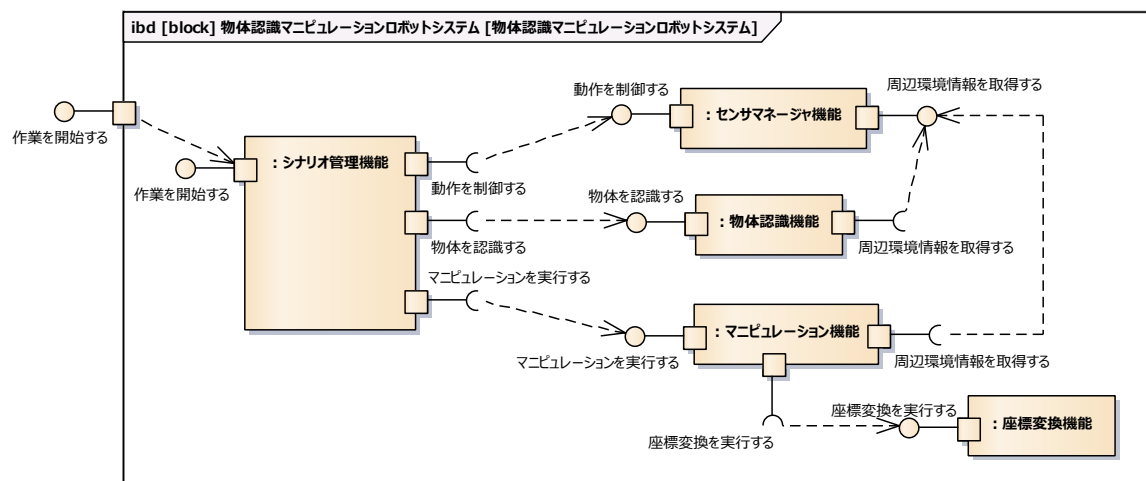 ibd [block] 物体認識マニピュレーションロボットシステム [物体認識マニピュレーションロボットシステム]
作業を開始する
作業を開始する
: シナリオ管理機能
動作を制御する
物体を認識する
マニピュレーションを実行する
動作を制御する
: センサマネージャ機能
周辺環境情報を取得する
物体を認識する
: 物体認識機能
周辺環境情報を取得する
マニピュレーションを実行する
: マニピュレーション機能
周辺環境情報を取得する
座標変換を実行する
座標変換を実行する
: 座標変換機能